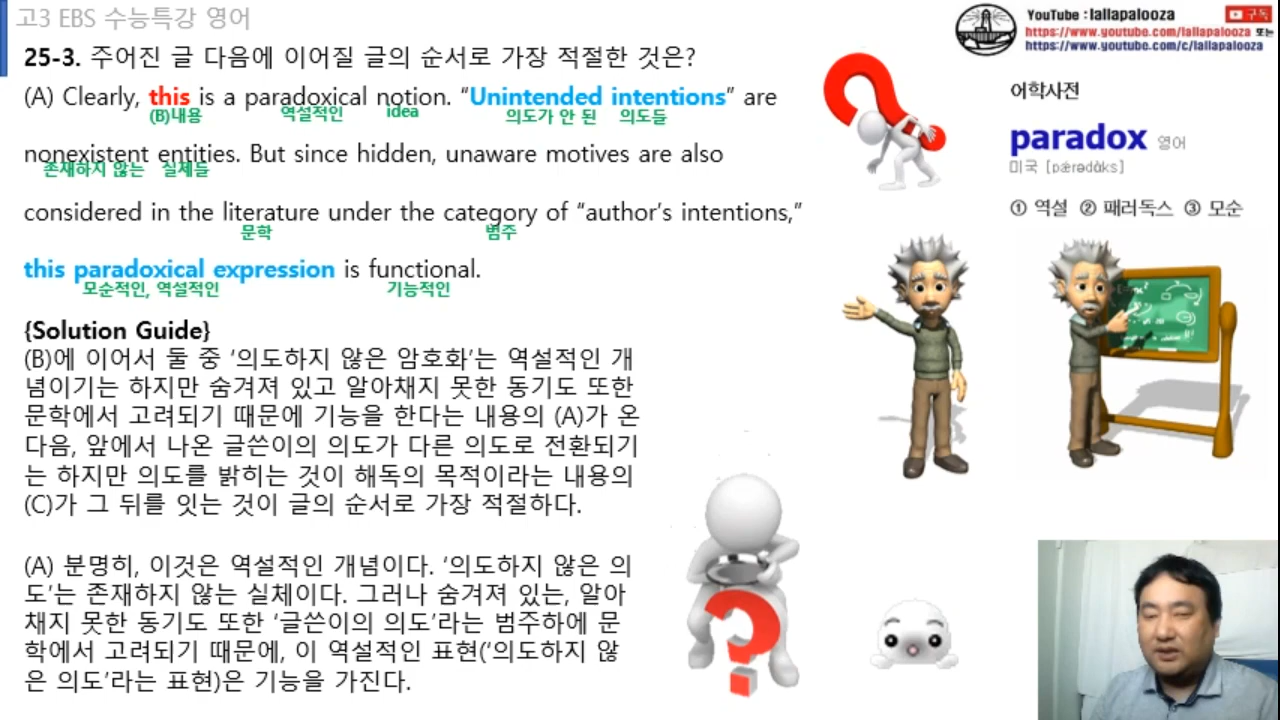 고3 EBS 수능특강 영어
25-3. 주어진 글 다음에 이어질 글의 순서로 가장 적절한 것은?
(A) Clearly, this is a paradoxical notion. “Unintended intentions” are
(B)내용 역설적인 idea 의도가 안 된 의도들
nonexistent entities. But since hidden, unaware motives are also
존재하지 않는 실제들
considered in the literature under the category of “author’s intentions,”
문학 범주
this paradoxical expression is functional.
모순적인, 역설적인 기능적인
{Solution Guide}
(B)에 이어서 둘 중 ‘의도하지 않은 암호화’는 역설적인 개
념이기는 하지만 숨겨져 있고 알아채지 못한 동기도 또한
문학에서 고려되기 때문에 기능을 한다는 내용의 (A)가 온
다음, 앞에서 나온 글쓴이의 의도가 다른 의도로 전환되기
는 하지만 의도를 밝히는 것이 해독의 목적이라는 내용의
(C)가 그 뒤를 잇는 것이 글의 순서로 가장 적절하다.
(A) 분명히, 이것은 역설적인 개념이다. ‘의도하지 않은 의
도’는 존재하지 않는 실체이다. 그러나 숨겨져 있는, 알아
채지 못한 동기도 또한 ‘글쓴이의 의도’라는 범주하에 문
학에서 고려되기 때문에, 이 역설적인 표현(‘의도하지 않
은 의도’라는 표현)은 기능을 가진다.
YouTube : lallapalooza
구독
https://www.youtube.com/lallapalooza 또는
https://www.youtube.com/c/lallapalooza
어학사전
paradox 영어
미국 [pǽrədɑ̀ks]
① 역설 ② 패러독스 ③ 모순